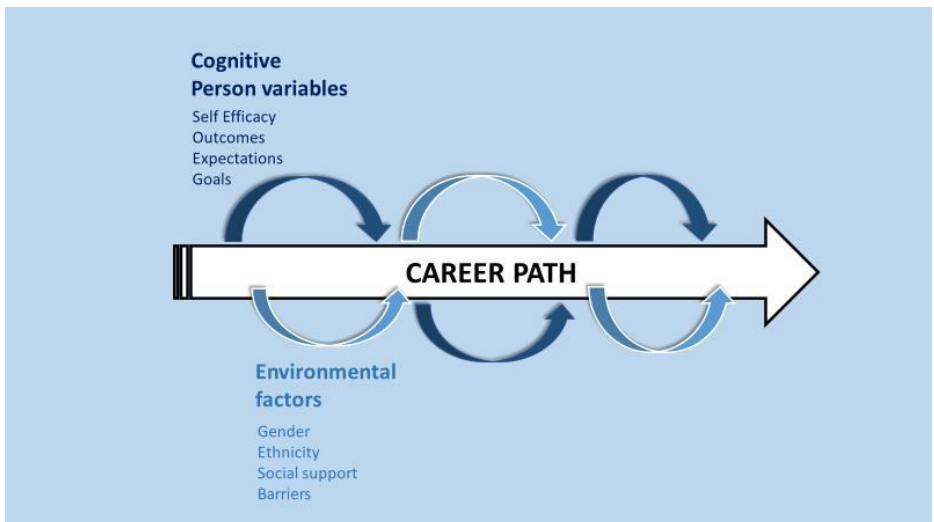 Cognitive
Person variables
Self Efficacy
Outcomes
Expectations
Goals
CAREER PATH
Environmental
factors
Gender
Ethnicity
Social support
Barriers